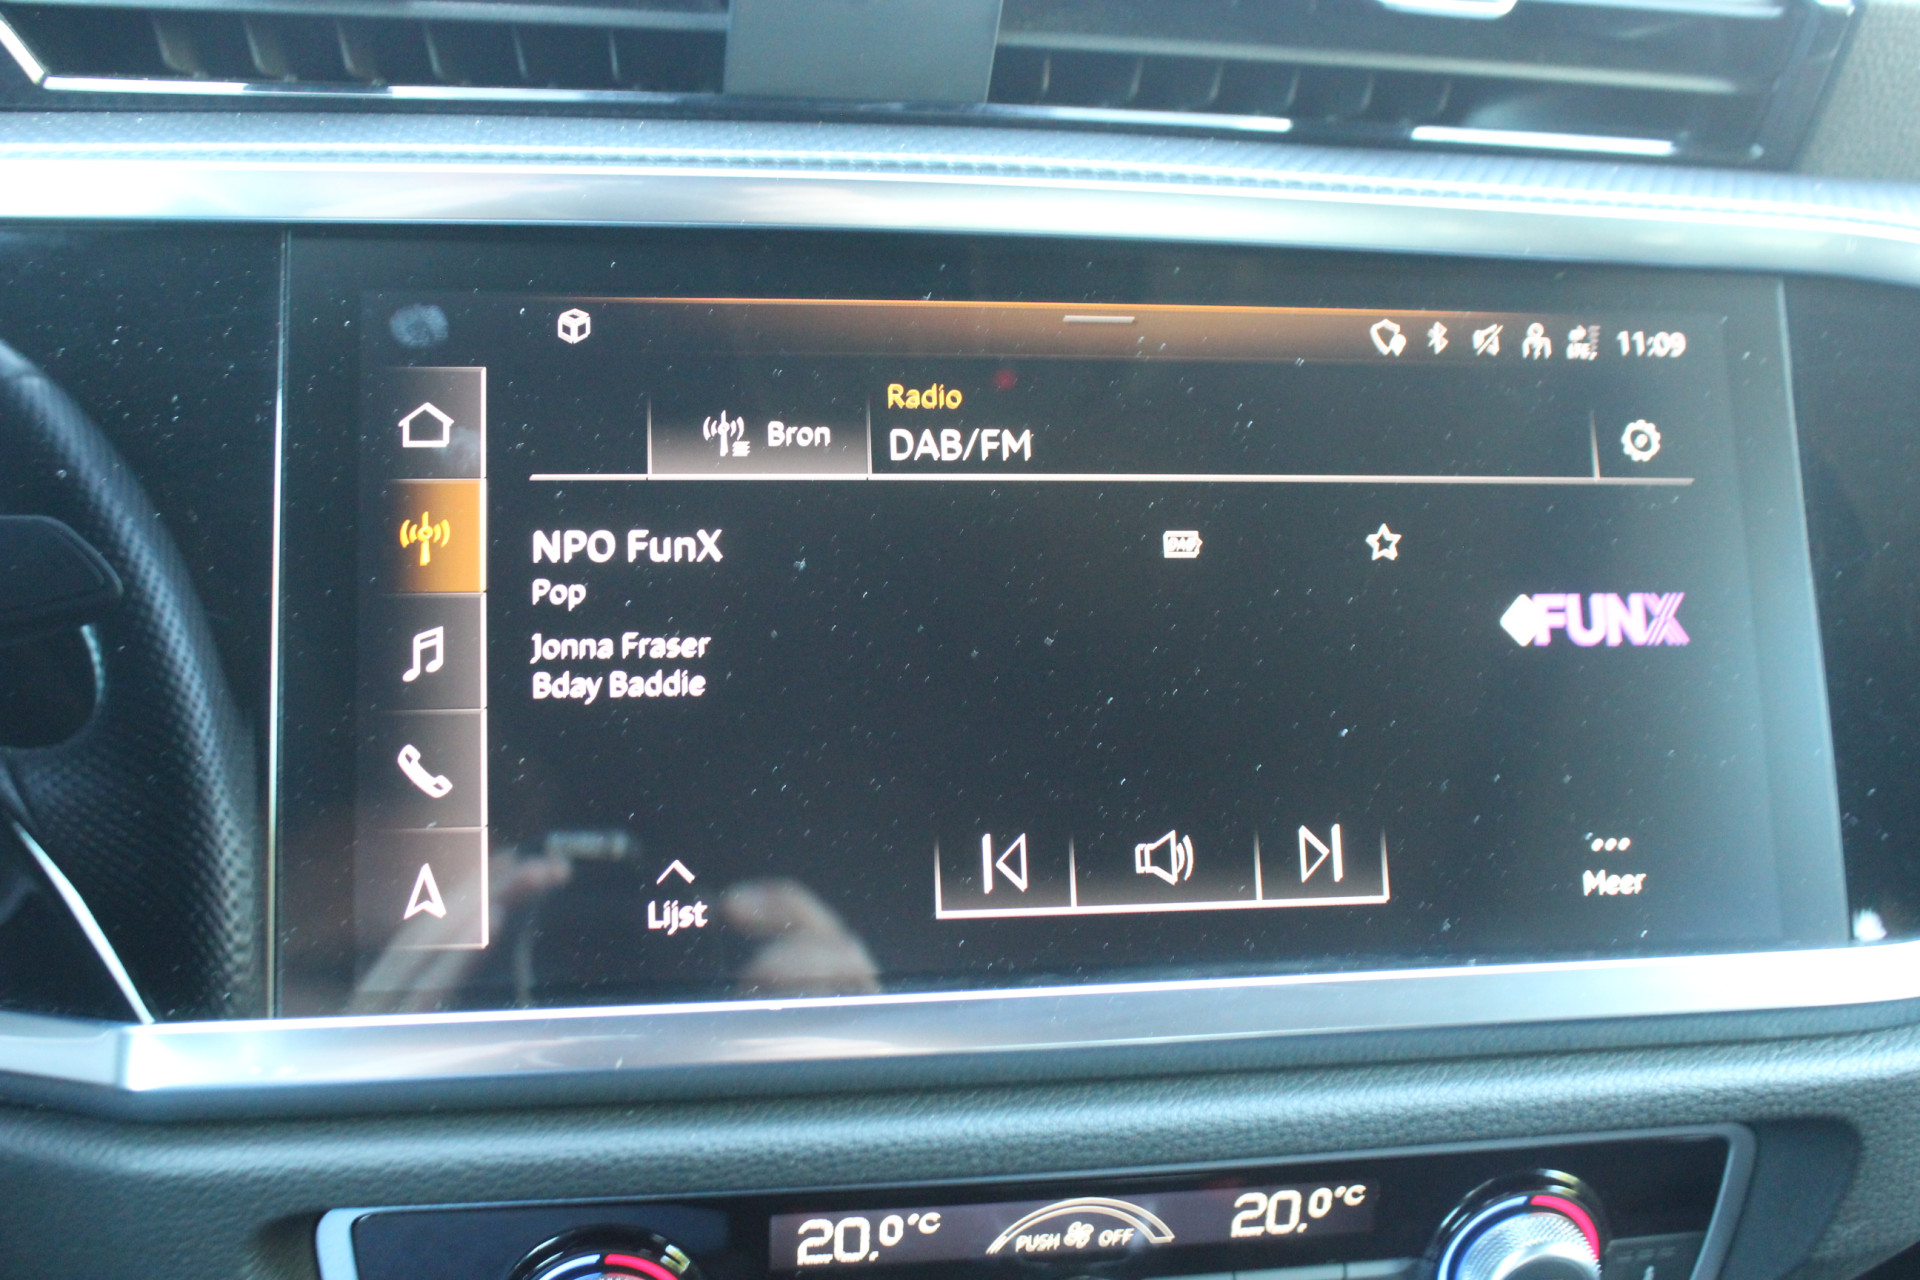 11:09
Radio
Bron
DAB/FM
NPO FunX
DAB
Pop
FUNX
Jonna Fraser
Bday Baddie
Meer
Lijst
20.0°C
PUSH OFF
20.0°C